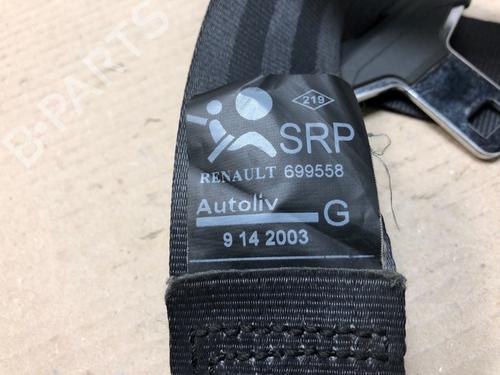 219
SRP
RENAULT 699558
Autoliv
G
9 14 2003
B-PARTS